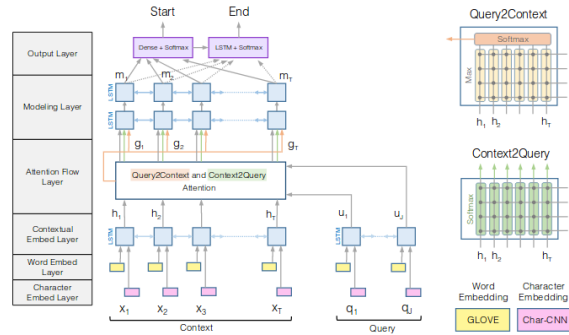 Start End
Query2Context
Output Layer
Dense + Softmax
LSTM + Softmax
Softmax
m1 m2 mT
LSTM
Max
Modeling Layer
LSTM
h1 h2 hT
g1 g2 gT
Attention Flow
Layer
Query2Context and Context2Query
Attention
Context2Query
h1 h2 hT
u1 uJ
Softmax
Contextual
Embed Layer
LSTM
LSTM
h1 h2 hT
Word Embed
Layer
Character
Embed Layer
x1 x2 x3 xT
q1 qJ
Context
Query
Word
Embedding
Character
Embedding
GLOVE
Char-CNN